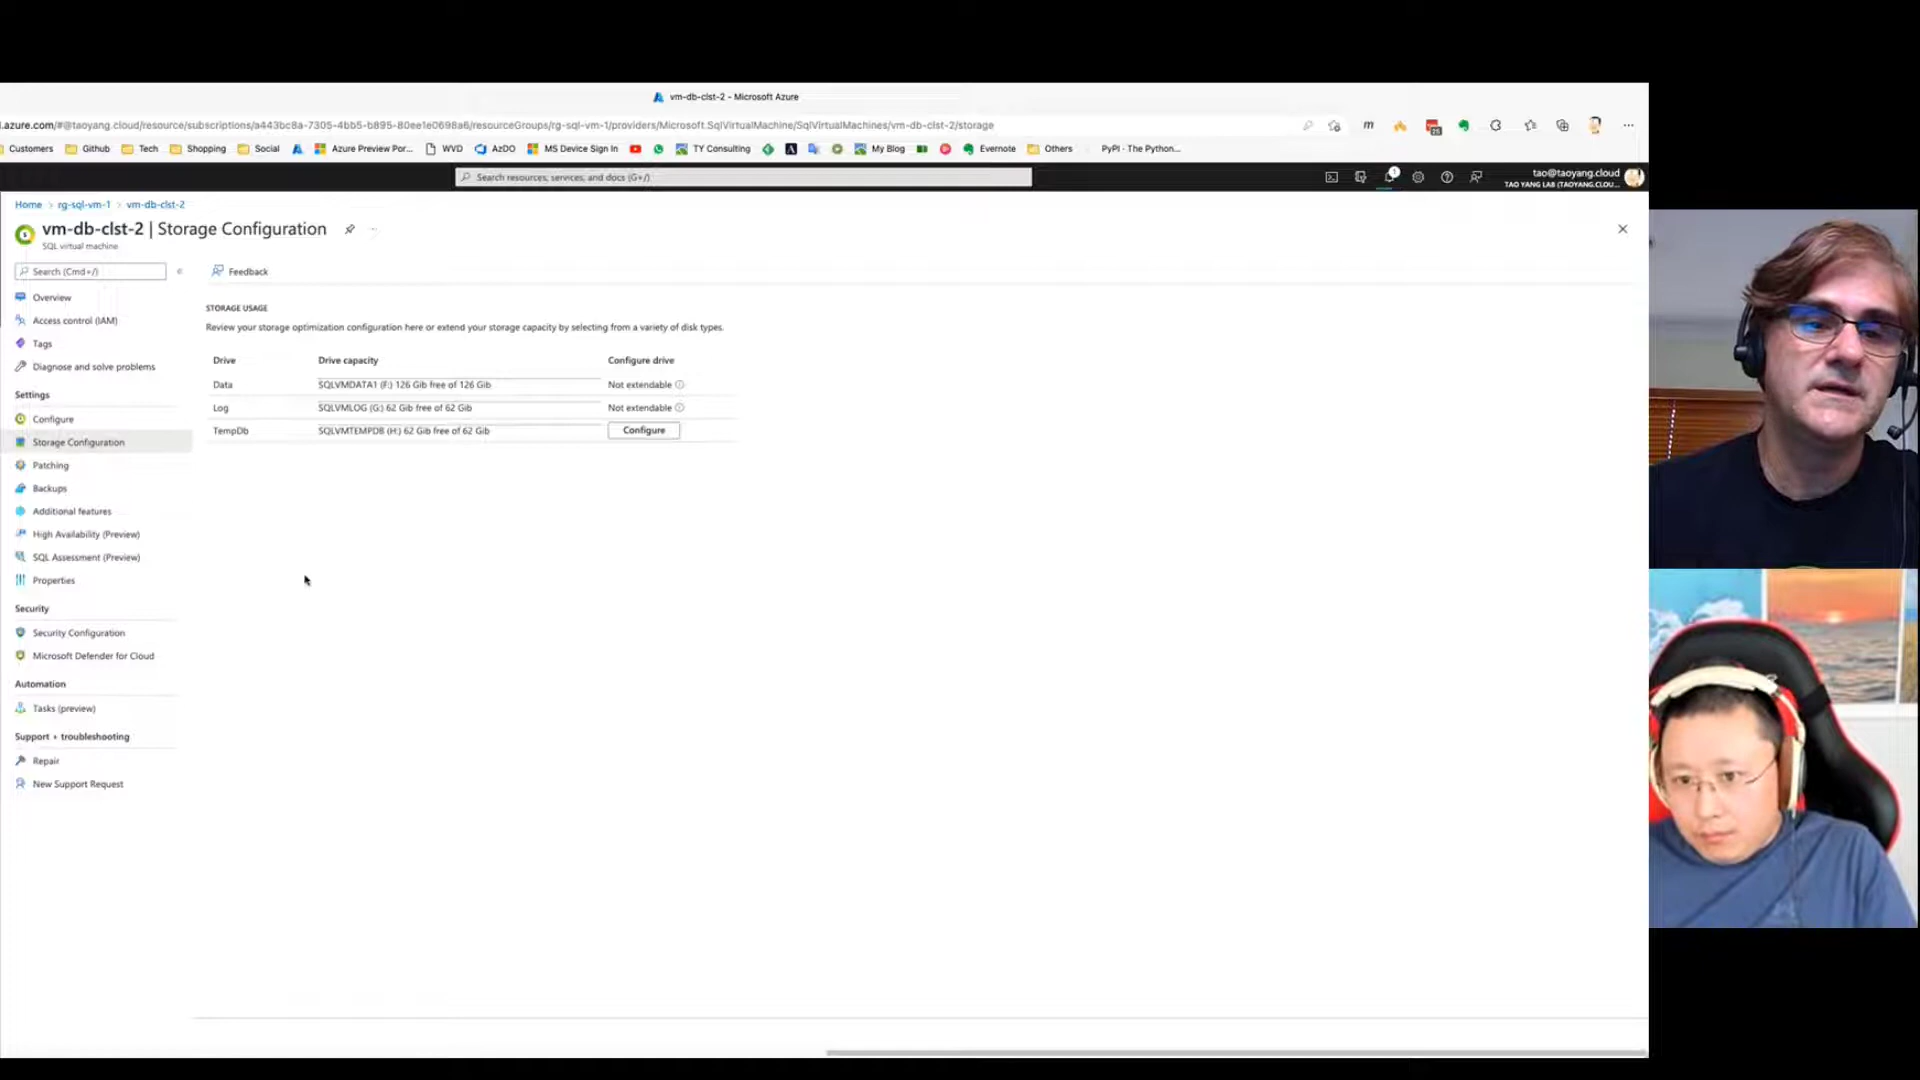 vm-db-clst-2 - Microsoft Azure
.azure.com/#@taoyang.cloud/resource/subscriptions/a443bc8a-7305-4bb5-b895-80ee1e0698a6/resourceGroups/rg-sql-vm-1/providers/Microsoft.SqlVirtualMachine/SqlVirtualMachines/vm-db-clst-2/storage
Customers Github Tech Shopping Social Azure Preview Por... WVD AzDO MS Device Sign In TY Consulting My Blog Evernote Others PyPI - The Python...
Search resources, services, and docs (G+/)
1
tao@taoyang.cloud
TAO YANG LAB (TAOYANG.CLOU...
Home > rg-sql-vm-1 > vm-db-clst-2
vm-db-clst-2 | Storage Configuration
SQL virtual machine
Search (Cmd+/)
Feedback
Overview
Access control (IAM)
Tags
Diagnose and solve problems
Settings
Configure
Storage Configuration
Patching
Backups
Additional features
High Availability (Preview)
SQL Assessment (Preview)
Properties
Security
Security Configuration
Microsoft Defender for Cloud
Automation
Tasks (preview)
Support + troubleshooting
Repair
New Support Request
STORAGE USAGE
Review your storage optimization configuration here or extend your storage capacity by selecting from a variety of disk types.
Drive Drive capacity Configure drive
Data SQLVMDATA1 (F:) 126 Gib free of 126 Gib Not extendable
Log SQLVMLOG (G:) 62 Gib free of 62 Gib Not extendable
TempDb SQLVMTEMPDB (H:) 62 Gib free of 62 Gib Configure